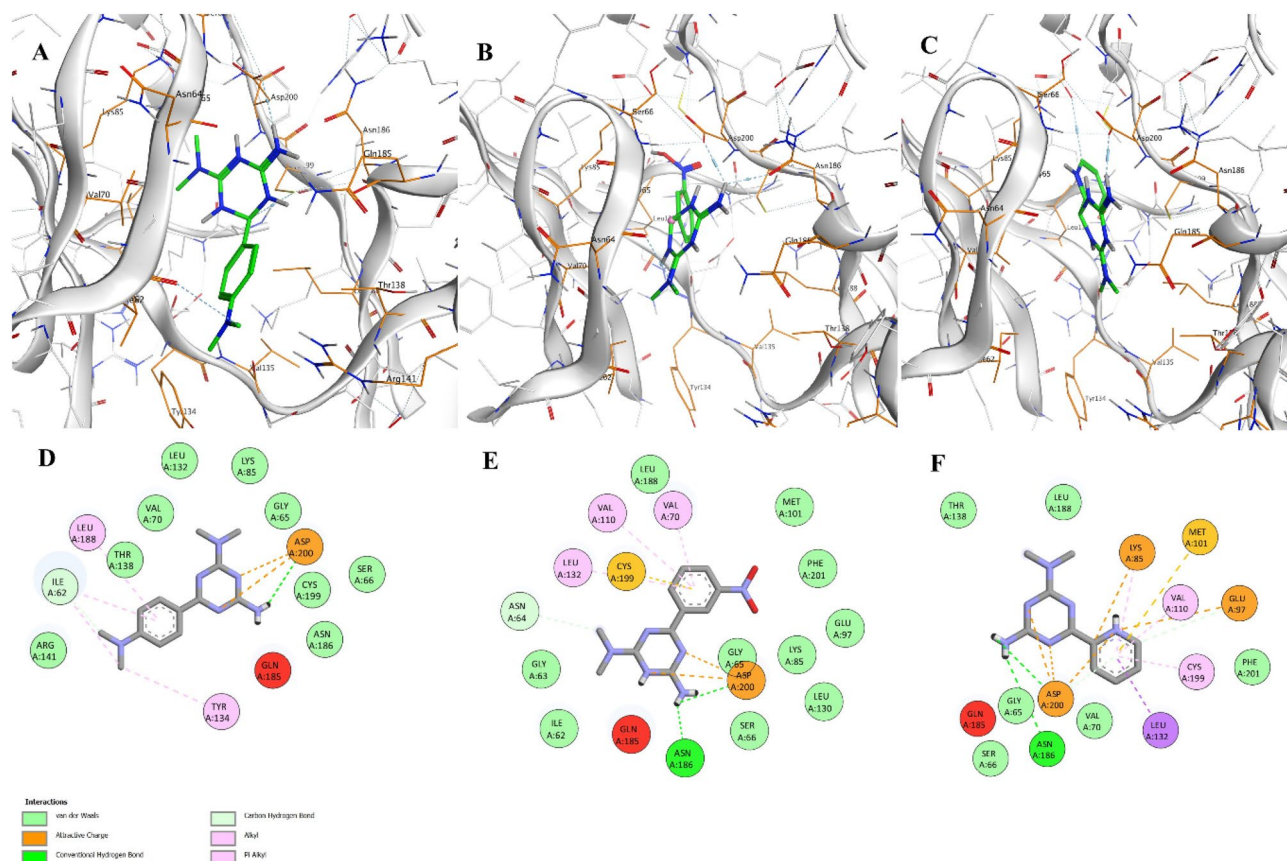 A
Asn64
Asp200
Lys85
Asn186
Gln185
Val70
Thr138
Val135
Arg141
Tyr134
B
Ser66
Asp200
Lys85
Asn186
Asn64
Val70
Thr138
Val135
Tyr134
C
Ser66
Asp200
Lys85
Asn186
Asn64
Gln185
Val135
Tyr134
D
LEU
A:132
LYS
A:85
VAL
A:70
GLY
A:65
LEU
A:188
ASP
A:200
THR
A:138
SER
A:66
CYS
A:199
ILE
A:62
ASN
A:186
ARG
A:141
GLN
A:185
TYR
A:134
E
LEU
A:188
VAL
A:110
VAL
A:70
MET
A:101
LEU
A:132
CYS
A:199
PHE
A:201
ASN
A:64
GLU
A:97
GLY
A:63
GLY
A:65
LYS
A:85
ASP
A:200
LEU
A:130
ILE
A:62
GLN
A:185
SER
A:66
ASN
A:186
F
THR
A:138
LEU
A:188
LYS
A:85
MET
A:101
VAL
A:110
GLU
A:97
CYS
A:199
PHE
A:201
ASP
A:200
GLY
A:65
VAL
A:70
GLN
A:185
LEU
A:132
SER
A:66
ASN
A:186
Interactions
van der Waals
Carbon Hydrogen Bond
Attractive Charge
Alkyl
Conventional Hydrogen Bond
Pi Alkyl